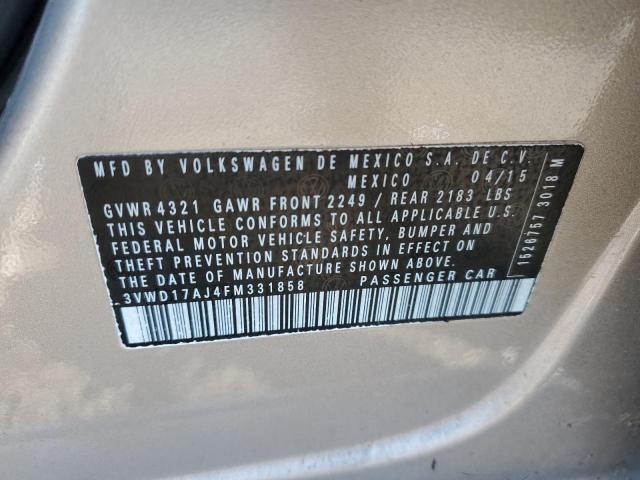 MFD BY VOLKSWAGEN DE MEXICO S.A. DE C.V.
MEXICO 04/15
GVWR 4321 GAWR FRONT 2249 / REAR 2183 LBS
THIS VEHICLE CONFORMS TO ALL APPLICABLE U.S.
FEDERAL MOTOR VEHICLE SAFETY, BUMPER AND
THEFT PREVENTION STANDARDS IN EFFECT ON
THE DATE OF MANUFACTURE SHOWN ABOVE.
3VWD17AJ4FM331858 PASSENGER CAR
1526757 3018 M